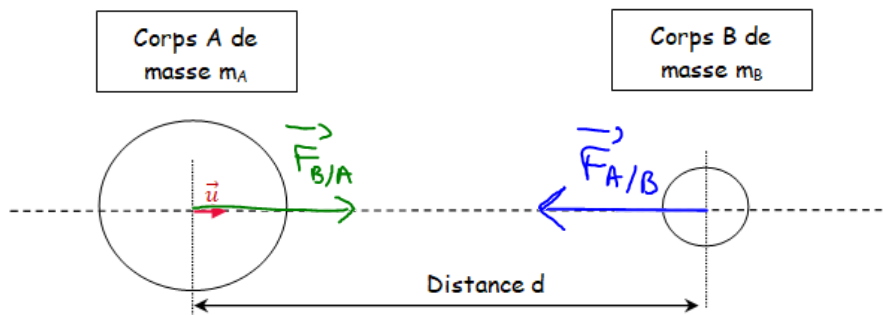 Corps A de
masse mA
Corps B de
masse mB
F B/A
u
F A/B
Distance d